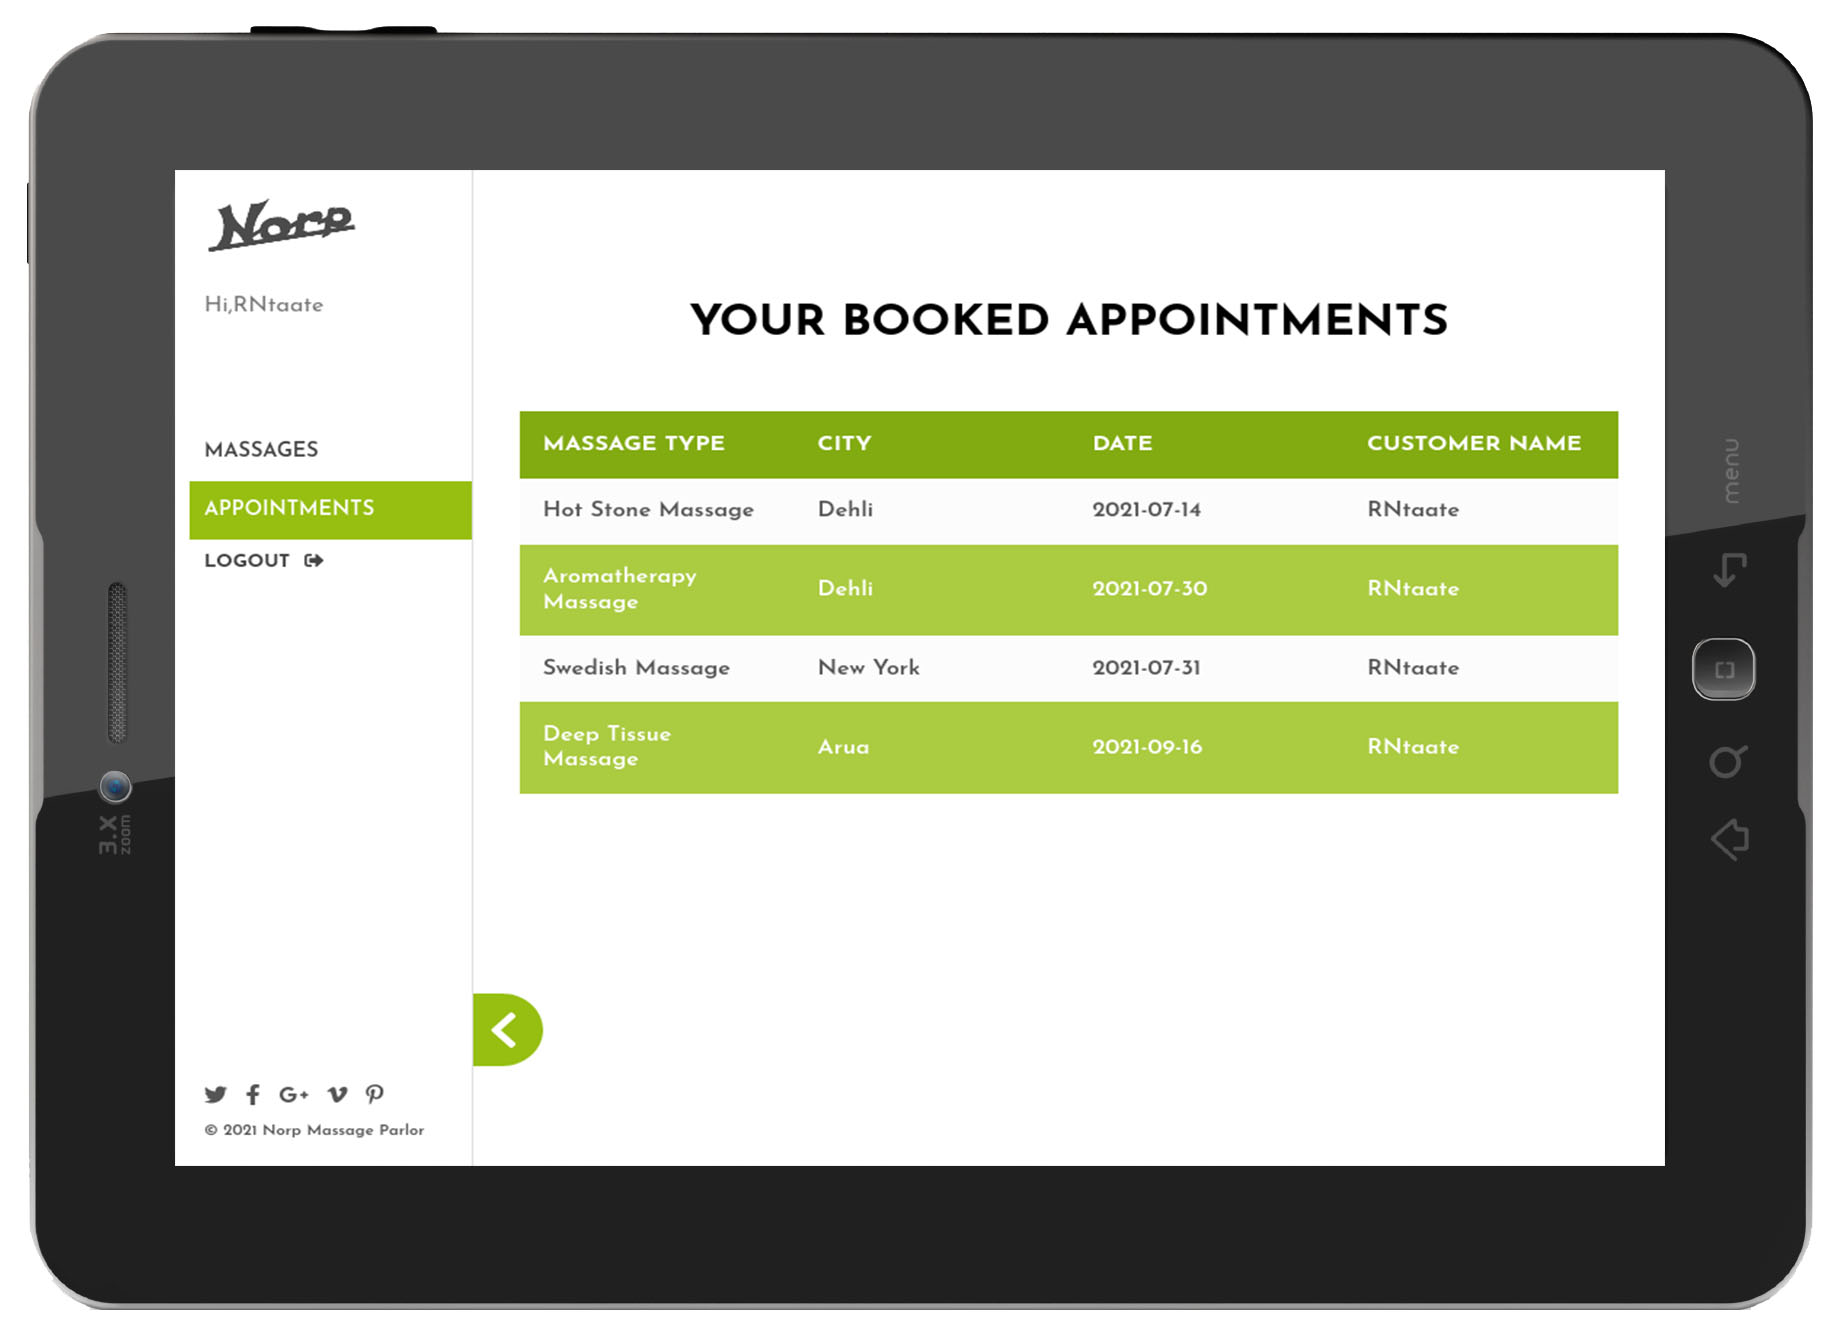 Norp
Hi,RNtaate
MASSAGES
APPOINTMENTS
LOGOUT
YOUR BOOKED APPOINTMENTS
MASSAGE TYPE CITY DATE CUSTOMER NAME
Hot Stone Massage Dehli 2021-07-14 RNtaate
Aromatherapy
Massage Dehli 2021-07-30 RNtaate
Swedish Massage New York 2021-07-31 RNtaate
Deep Tissue
Massage Arua 2021-09-16 RNtaate
G+
© 2021 Norp Massage Parlor
3.X
zoom
menu